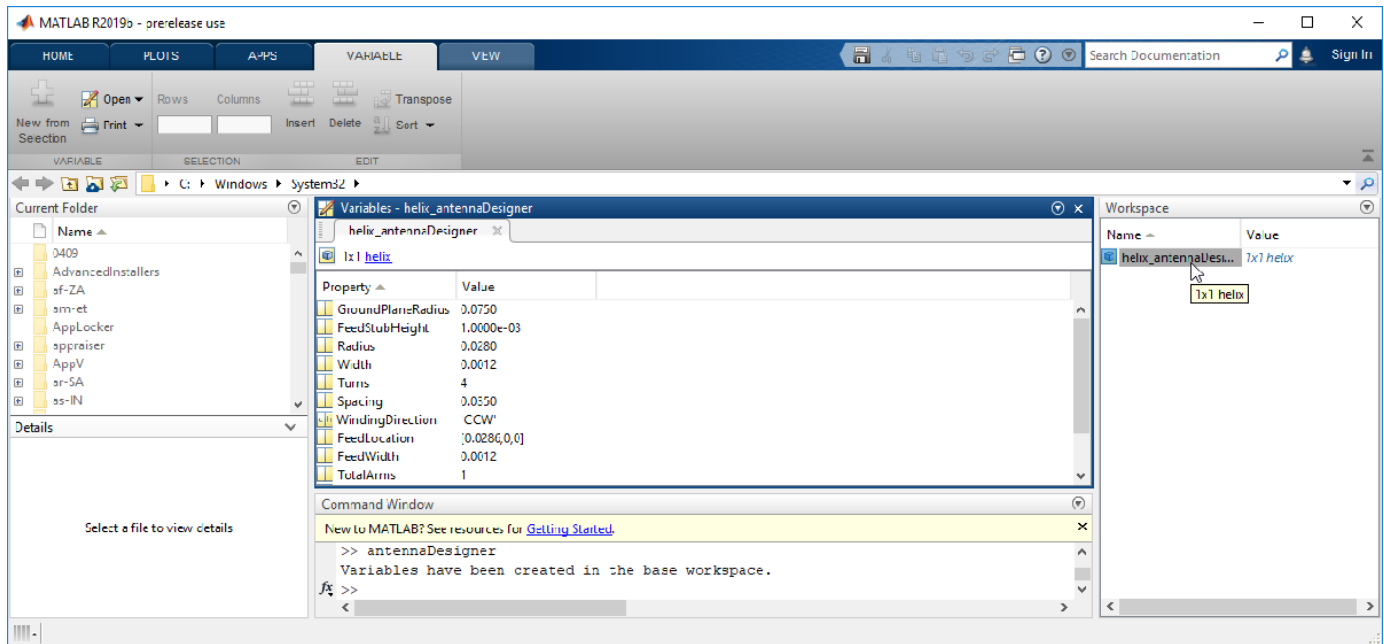 MATLAB R2019b - prerelease use
HOME PLOTS APPS VARIABLE VIEW Search Documentation Sign In
New from Selection Open Print Rows Columns Insert Delete Transpose Sort
VARIABLE SELECTION EDIT
C: Windows System32
Current Folder
Name
0409
AdvancedInstallers
af-ZA
am-et
AppLocker
appraiser
AppV
ar-SA
as-IN
Details
Select a file to view details
Variables - helix_antennaDesigner
helix_antennaDesigner
1x1 helix
Property Value
GroundPlaneRadius 0.0750
FeedStubHeight 1.0000e-03
Radius 0.0280
Width 0.0012
Turns 4
Spacing 0.0350
WindingDirection 'CCW'
FeedLocation [0.0280,0,0]
FeedWidth 0.0012
TotalArms 1
Command Window
New to MATLAB? See resources for Getting Started.
>> antennaDesigner
Variables have been created in the base workspace.
fx >>
Workspace
Name Value
helix_antennaDesi... 1x1 helix
1x1 helix